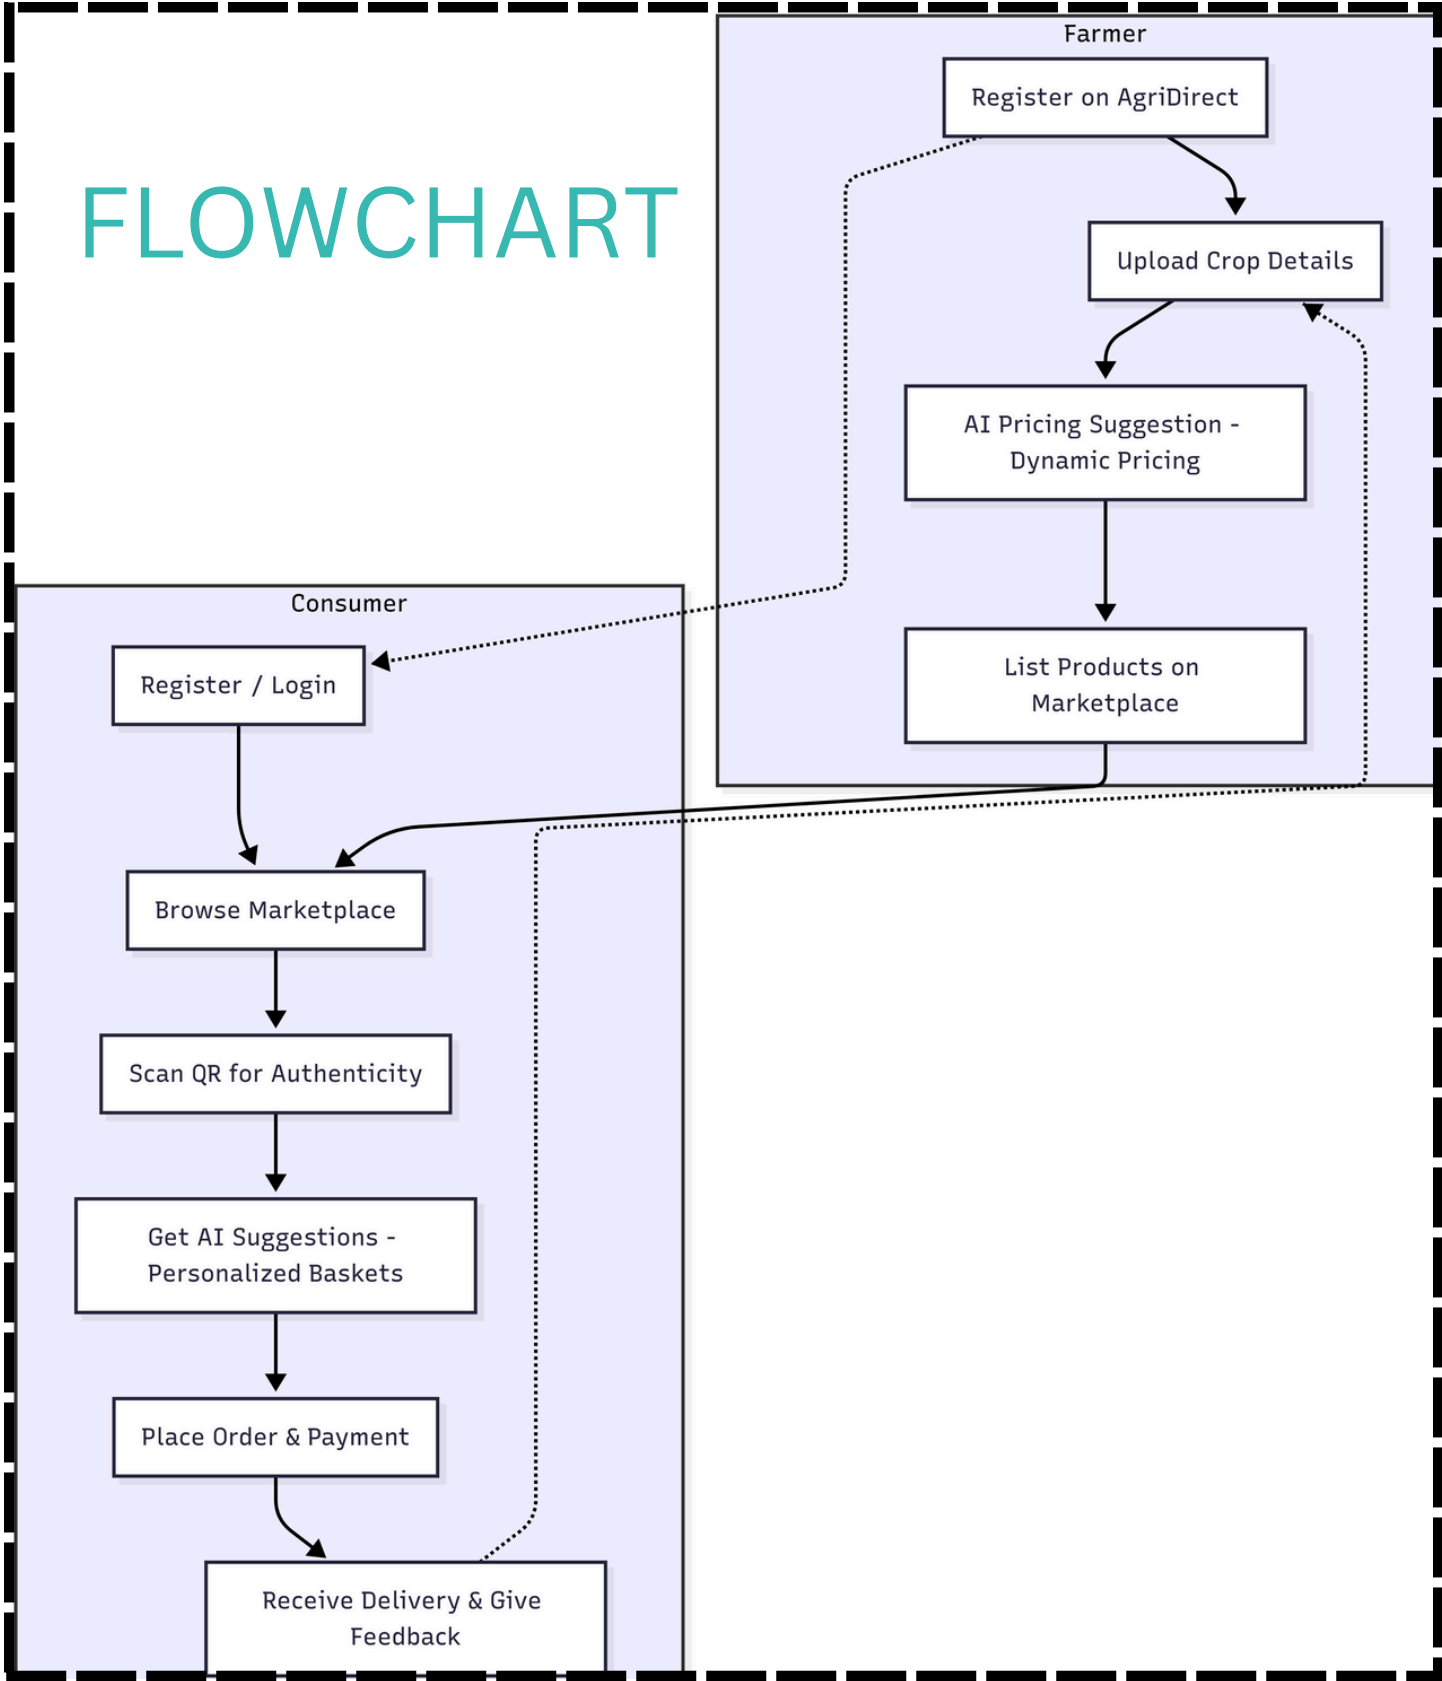 FLOWCHART
Farmer
Register on AgriDirect
Upload Crop Details
AI Pricing Suggestion -
Dynamic Pricing
List Products on
Marketplace
Consumer
Register / Login
Browse Marketplace
Scan QR for Authenticity
Get AI Suggestions -
Personalized Baskets
Place Order & Payment
Receive Delivery & Give
Feedback